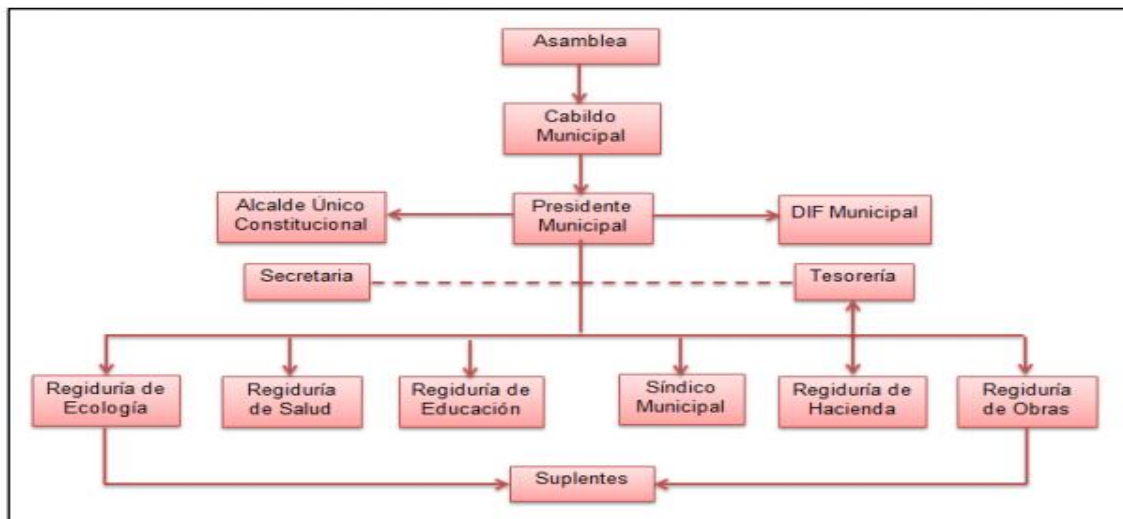 Asamblea
Cabildo
Municipal
Alcalde Único
Constitucional
Presidente
Municipal
DIF Municipal
Secretaria
Tesorería
Regiduría de
Ecología
Regiduría
de Salud
Regiduría de
Educación
Síndico
Municipal
Regiduría de
Hacienda
Regiduría
de Obras
Suplentes